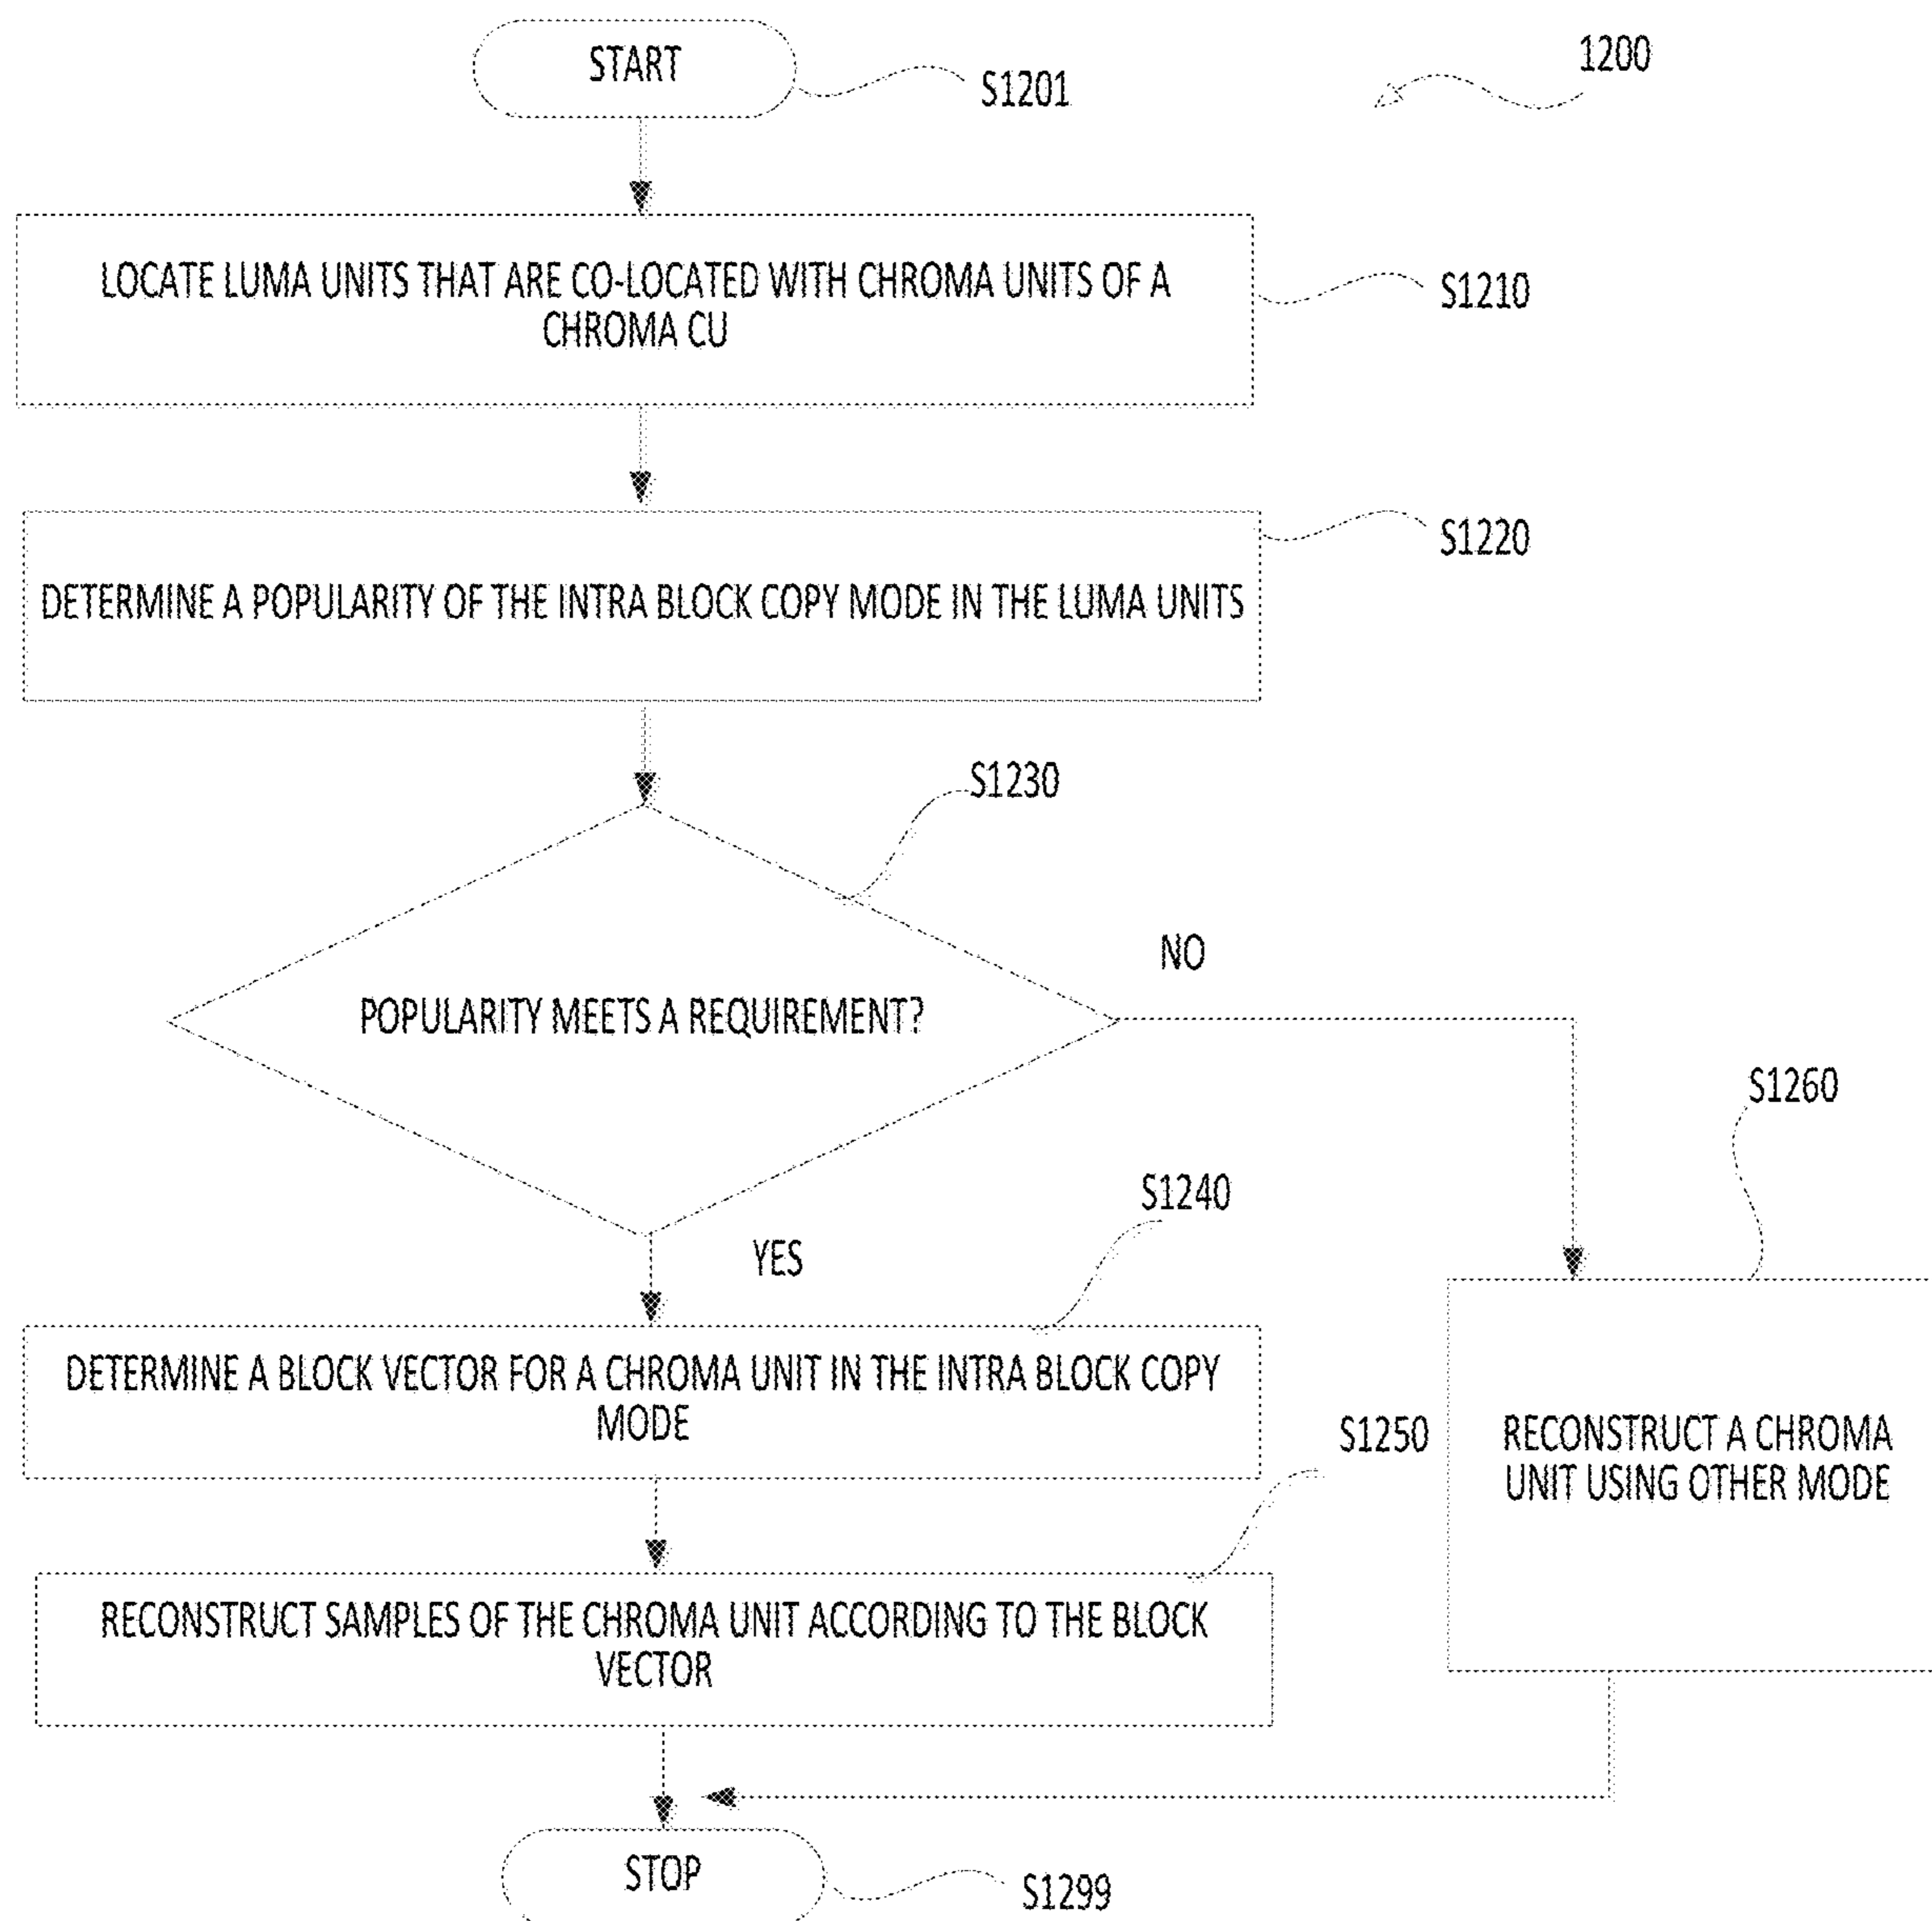 START
S1201
1200
LOCATE LUMA UNITS THAT ARE CO-LOCATED WITH CHROMA UNITS OF A
CHROMA CU
S1210
S1220
DETERMINE A POPULARITY OF THE INTRA BLOCK COPY MODE IN THE LUMA UNITS
S1230
NO
POPULARITY MEETS A REQUIREMENT?
S1260
S1240
YES
DETERMINE A BLOCK VECTOR FOR A CHROMA UNIT IN THE INTRA BLOCK COPY
MODE
S1250
RECONSTRUCT A CHROMA
UNIT USING OTHER MODE
RECONSTRUCT SAMPLES OF THE CHROMA UNIT ACCORDING TO THE BLOCK
VECTOR
STOP
S1299